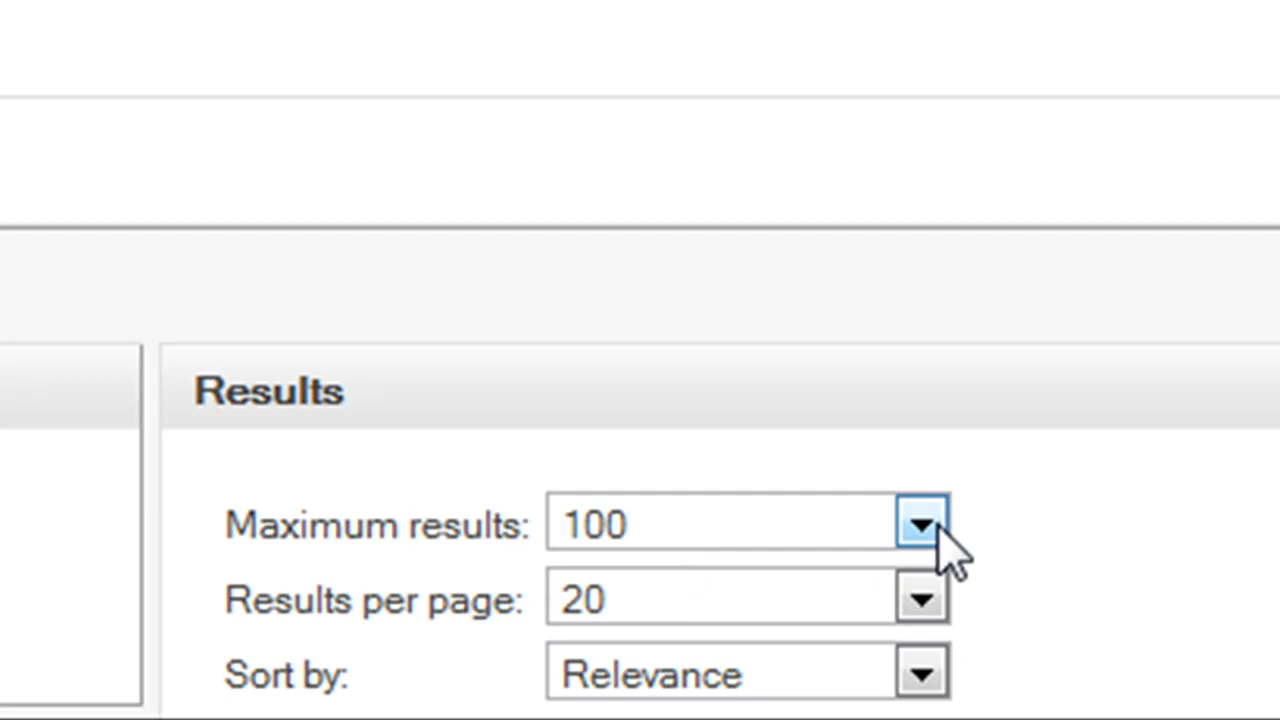 Results
Maximum results: 100
Results per page: 20
Sort by: Relevance